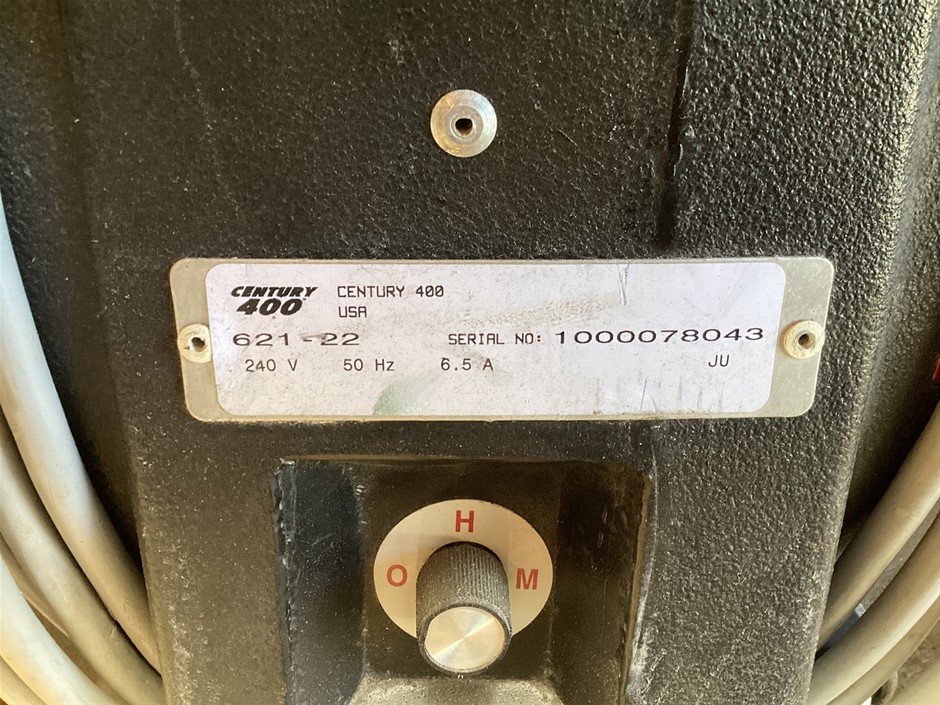 CENTURY 400 CENTURY 400
USA
621-22 SERIAL NO: 1000078043
240 V 50 Hz 6.5 A JU
H
O M